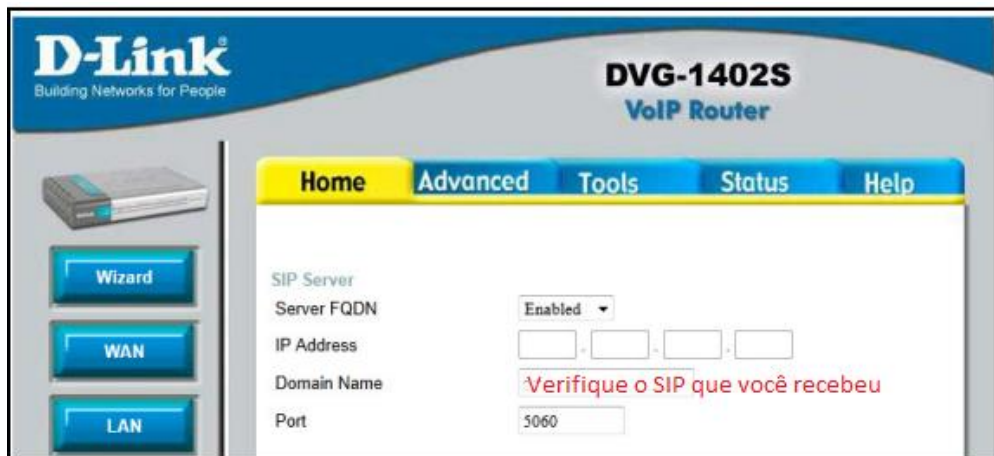 D-Link
Building Networks for People
DVG-1402S
VoIP Router
Home Advanced Tools Status Help
Wizard
WAN
LAN
SIP Server
Server FQDN Enabled
IP Address . . .
Domain Name Verifique o SIP que você recebeu
Port 5060